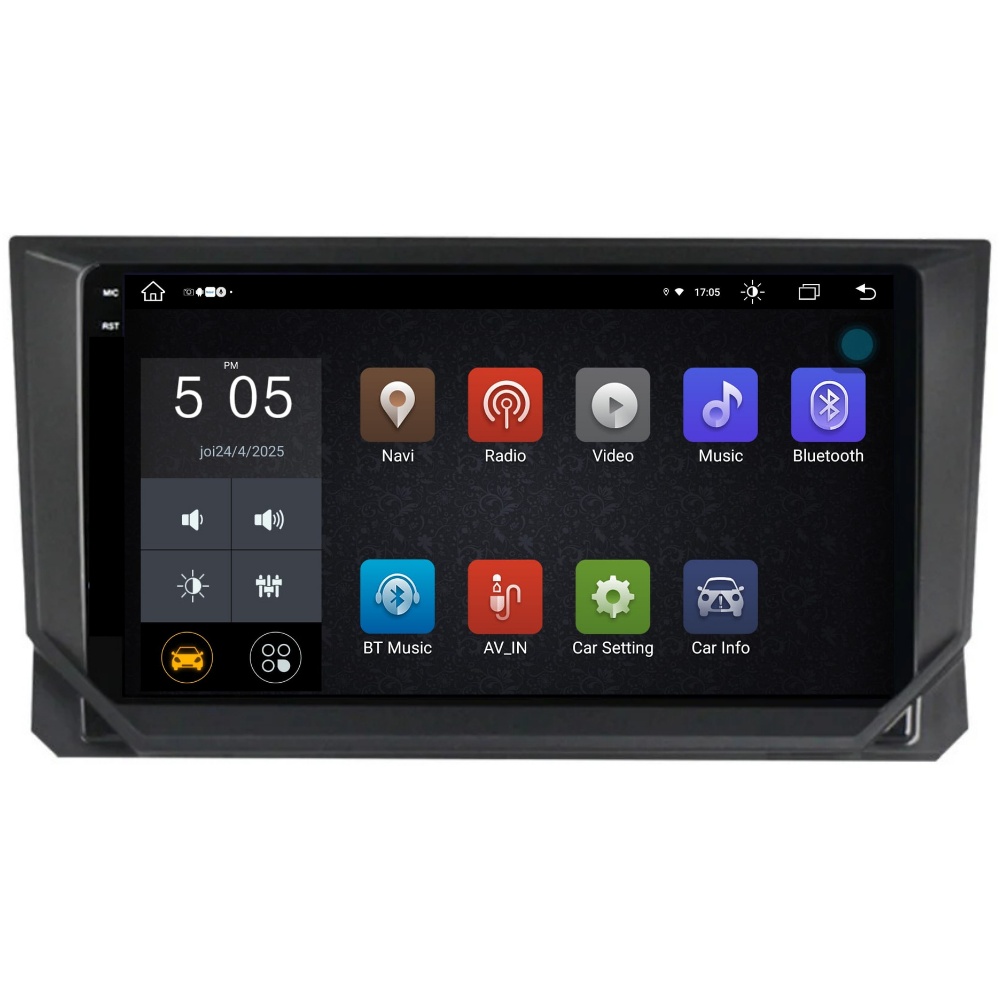 MIC
17:05
RST
PM
5 05
joi24/4/2025
Navi
Radio
Video
Music
Bluetooth
BT Music
AV_IN
Car Setting
Car Info